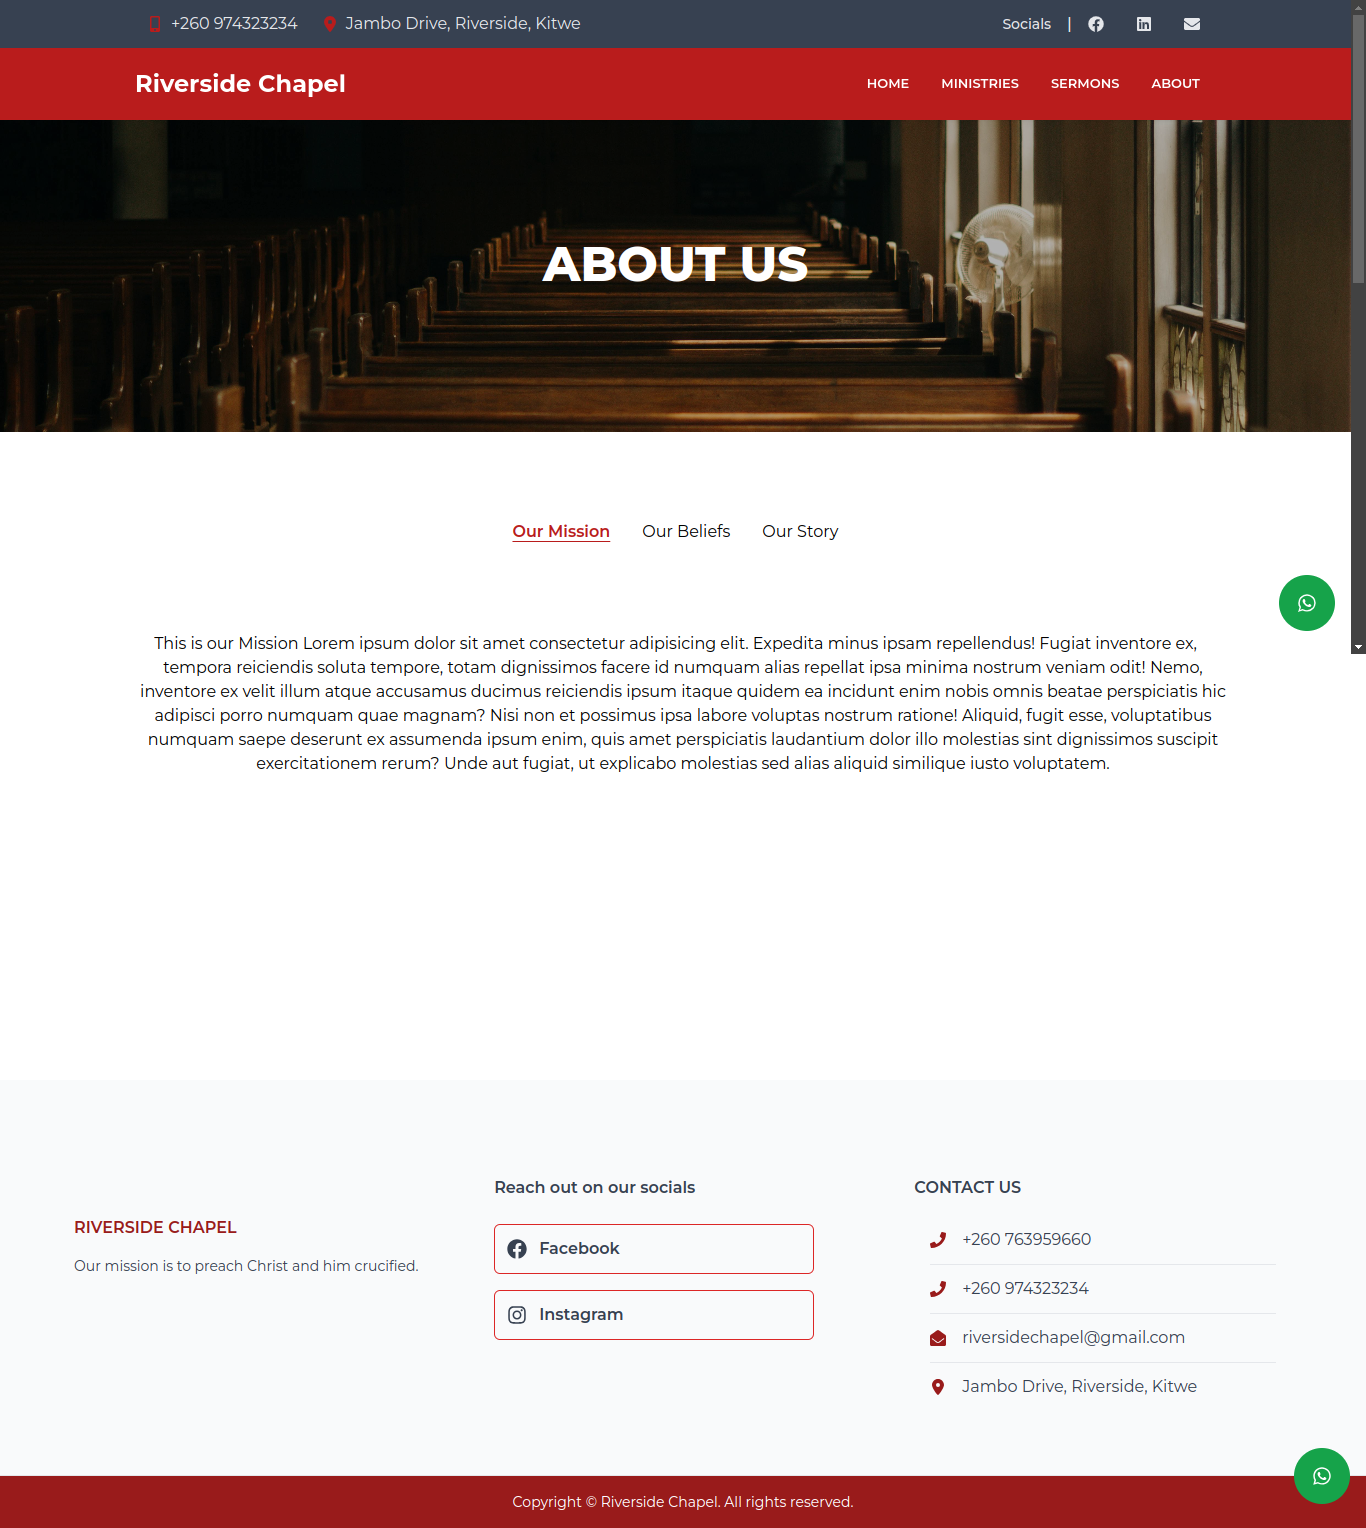 +260 974323234 Jambo Drive, Riverside, Kitwe Socials |
Riverside Chapel HOME MINISTRIES SERMONS ABOUT
ABOUT US
Our Mission Our Beliefs Our Story
This is our Mission Lorem ipsum dolor sit amet consectetur adipisicing elit. Expedita minus ipsam repellendus! Fugiat inventore ex,
tempora reiciendis soluta tempore, totam dignissimos facere id numquam alias repellat ipsa minima nostrum veniam odit! Nemo,
inventore ex velit illum atque accusamus ducimus reiciendis ipsum itaque quidem ea incidunt enim nobis omnis beatae perspiciatis hic
adipisci porro numquam quae magnam? Nisi non et possimus ipsa labore voluptas nostrum ratione! Aliquid, fugit esse, voluptatibus
numquam saepe deserunt ex assumenda ipsum enim, quis amet perspiciatis laudantium dolor illo molestias sint dignissimos suscipit
exercitationem rerum? Unde aut fugiat, ut explicabo molestias sed alias aliquid similique iusto voluptatem.
RIVERSIDE CHAPEL
Our mission is to preach Christ and him crucified.
Reach out on our socials
Facebook
Instagram
CONTACT US
+260 763959660
+260 974323234
riversidechapel@gmail.com
Jambo Drive, Riverside, Kitwe
Copyright © Riverside Chapel. All rights reserved.